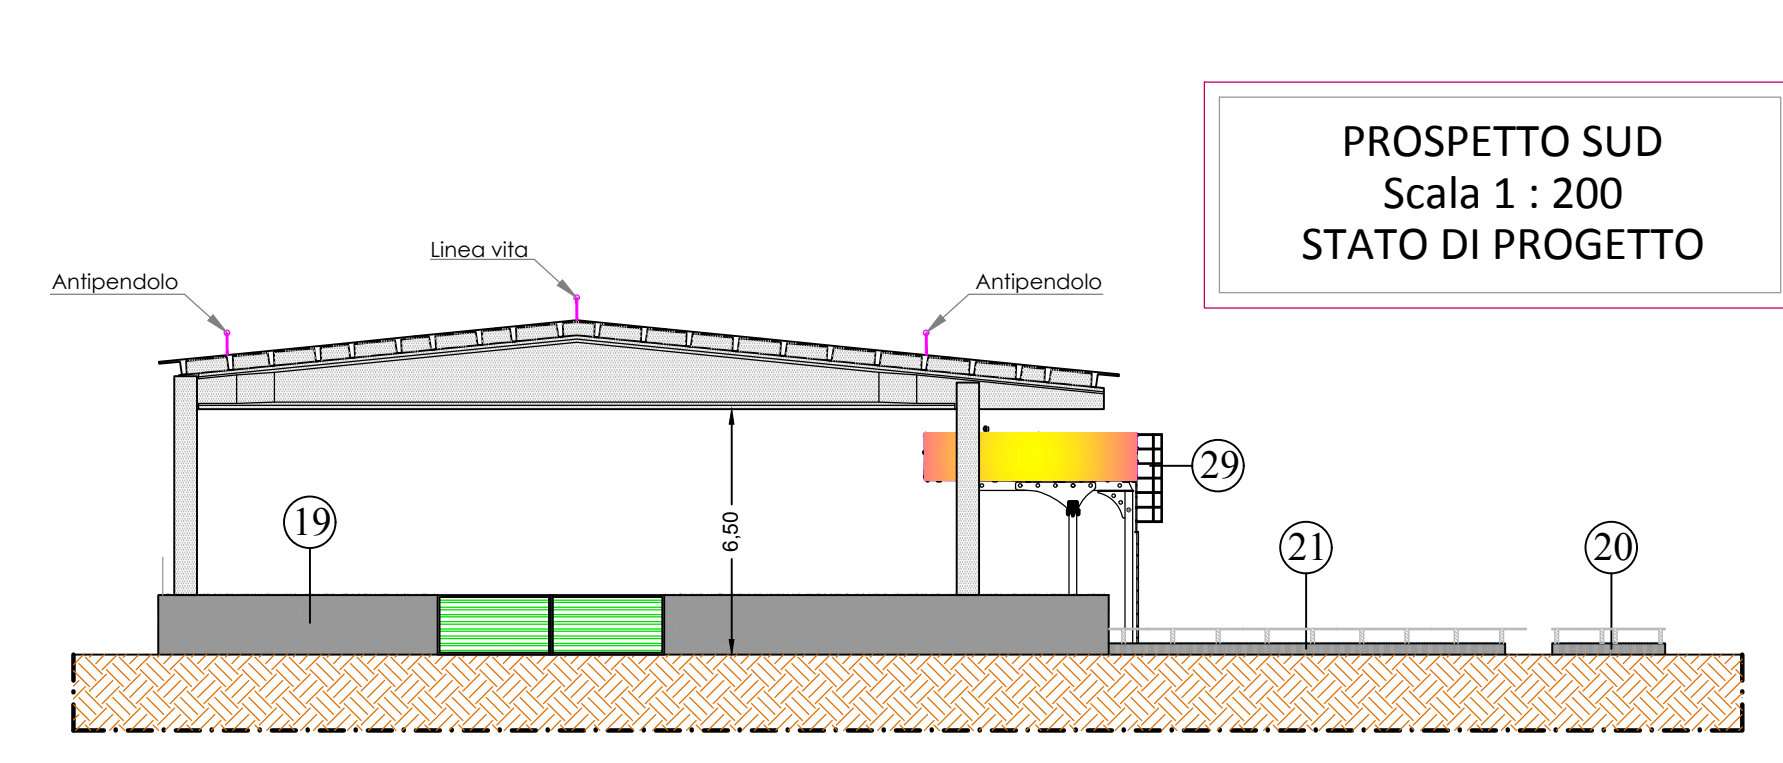 PROSPETTO SUD
Scala 1 : 200
STATO DI PROGETTO
Linea vita
Antipendolo
Antipendolo
29
19
6,50
21
20